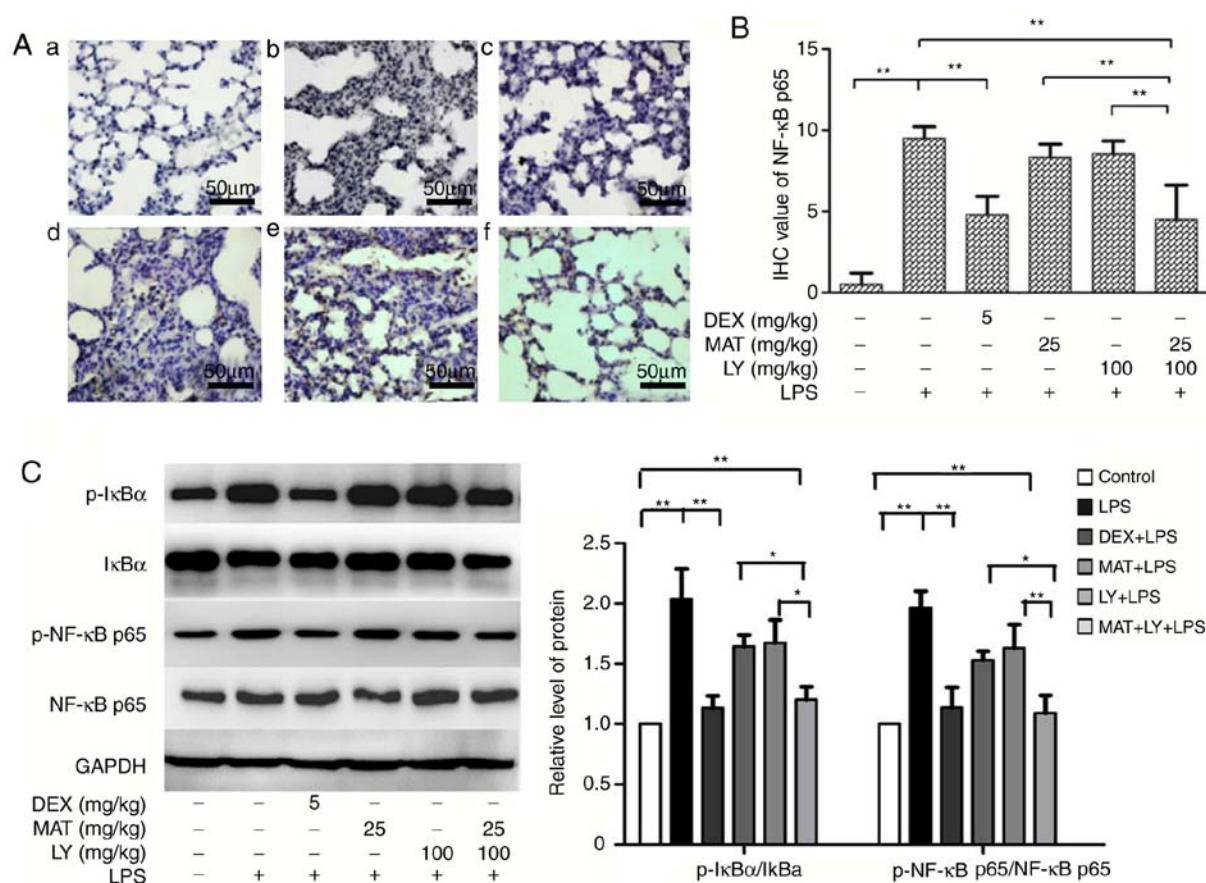 A
a
b
c
50μm
50μm
50μm
d
e
f
50μm
50μm
50μm
B
**
**
**
**
**
15
10
5
0
IHC value of NF-κB p65
DEX (mg/kg) – – 5 – – –
MAT (mg/kg) – – – 25 – 25
LY (mg/kg) – – – – 100 100
LPS – + + + + +
C
p-IκBα
IκBα
p-NF-κB p65
NF-κB p65
GAPDH
DEX (mg/kg) – – 5 – – –
MAT (mg/kg) – – – 25 – 25
LY (mg/kg) – – – – 100 100
LPS – + + + + +
Relative level of protein
2.5
2.0
1.5
1.0
0.5
0
**
** **
*
*
**
** **
*
**
p-IκBα/IkBa
p-NF-κB p65/NF-κB p65
Control
LPS
DEX+LPS
MAT+LPS
LY+LPS
MAT+LY+LPS